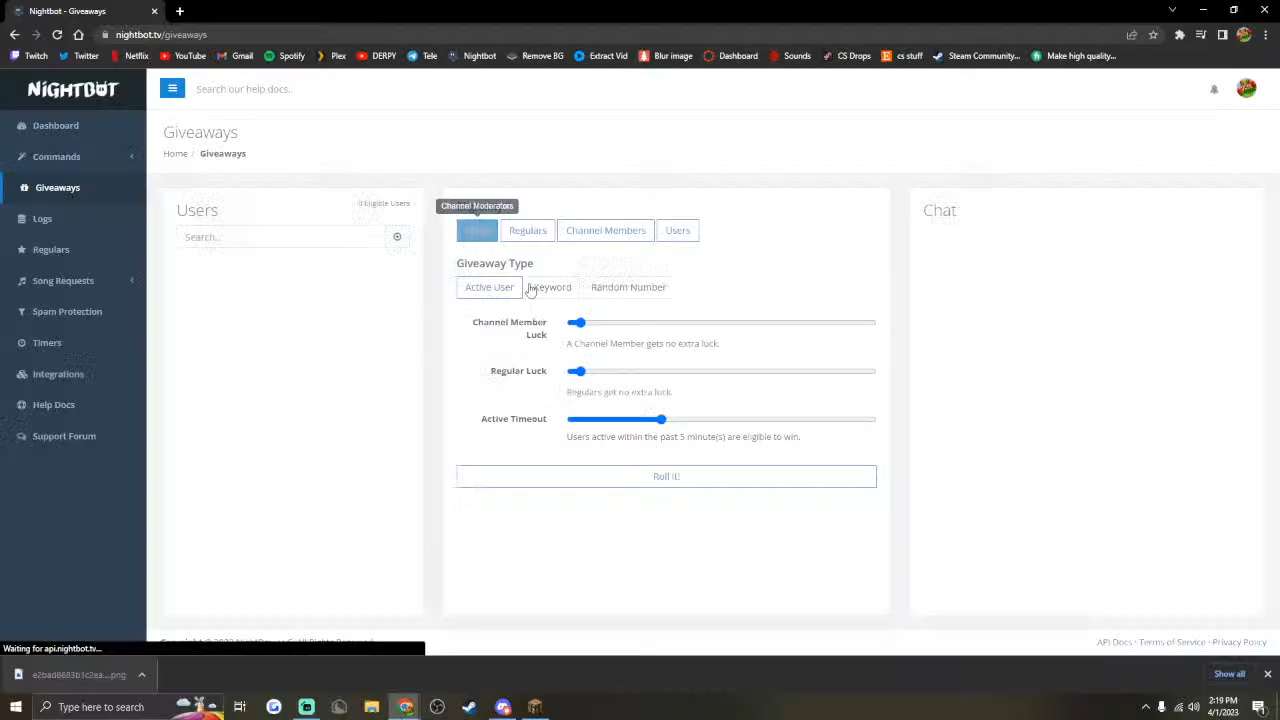 Nightbot - Giveaways
nightbot.tv/giveaways
Twitch Twitter Netflix YouTube Gmail Spotify Plex DERPY Tele Nightbot Remove BG Extract Vid Blur image Dashboard Sounds CS Drops cs stuff Steam Community... Make high quality...
NIGHTBOT
Search our help docs..
Dashboard
Commands
Giveaways
Logs
Regulars
Song Requests
Spam Protection
Timers
Integrations
Help Docs
Support Forum
Giveaways
Home / Giveaways
Users
0 Eligible Users
Search...
Channel Moderators
Regulars Channel Members Users
Giveaway Type
Active User Keyword Random Number
Channel Member Luck
A Channel Member gets no extra luck.
Regular Luck
Regulars get no extra luck.
Active Timeout
Users active within the past 5 minute(s) are eligible to win.
Roll It!
Chat
API Docs · Terms of Service · Privacy Policy
Waiting for api.nightbot.tv...
e2bad8683b1c2ea....png
Show all
Type here to search
2:19 PM
4/1/2023